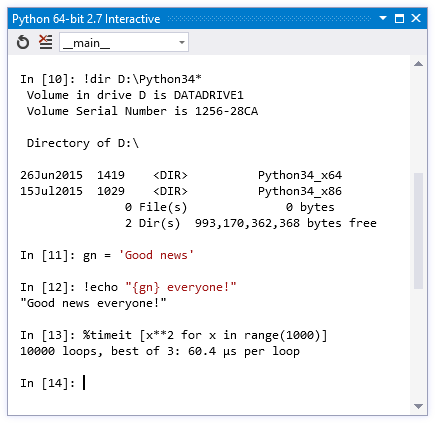 Python 64-bit 2.7 Interactive
__main__
In [10]: !dir D:\Python34*
Volume in drive D is DATADRIVE1
Volume Serial Number is 1256-28CA
Directory of D:\
26Jun2015  1419    <DIR>          Python34_x64
15Jul2015  1029    <DIR>          Python34_x86
0 File(s)              0 bytes
2 Dir(s)  993,170,362,368 bytes free
In [11]: gn = 'Good news'
In [12]: !echo "{gn} everyone!"
"Good news everyone!"
In [13]: %timeit [x**2 for x in range(1000)]
10000 loops, best of 3: 60.4 µs per loop
In [14]: